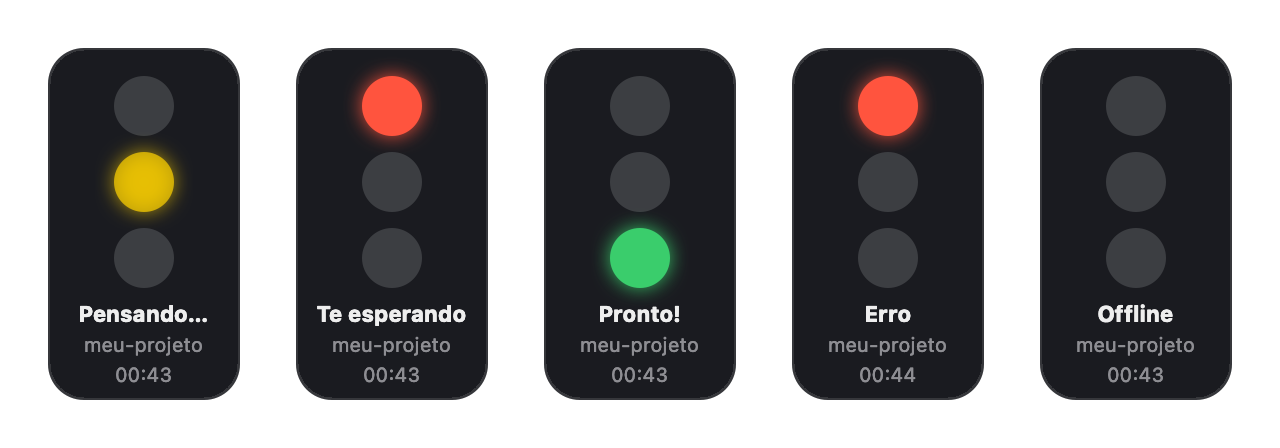 Pensando...
meu-projeto
00:43
Te esperando
meu-projeto
00:43
Pronto!
meu-projeto
00:43
Erro
meu-projeto
00:44
Offline
meu-projeto
00:43